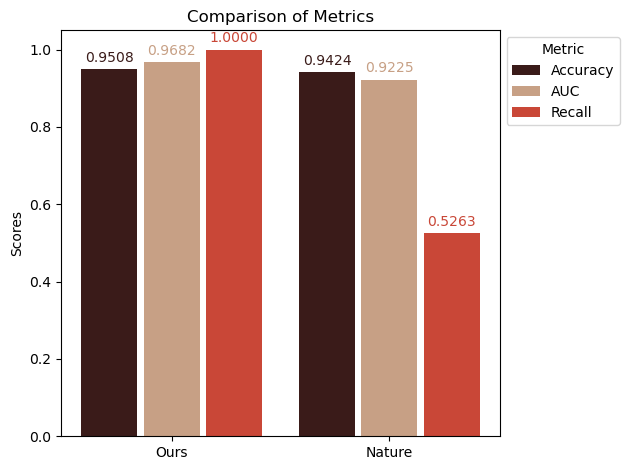 Comparison of Metrics
1.0000
0.9682
0.9508
0.9424
0.9225
0.5263
Metric
Accuracy
AUC
Recall
Scores
1.0
0.8
0.6
0.4
0.2
0.0
Ours
Nature